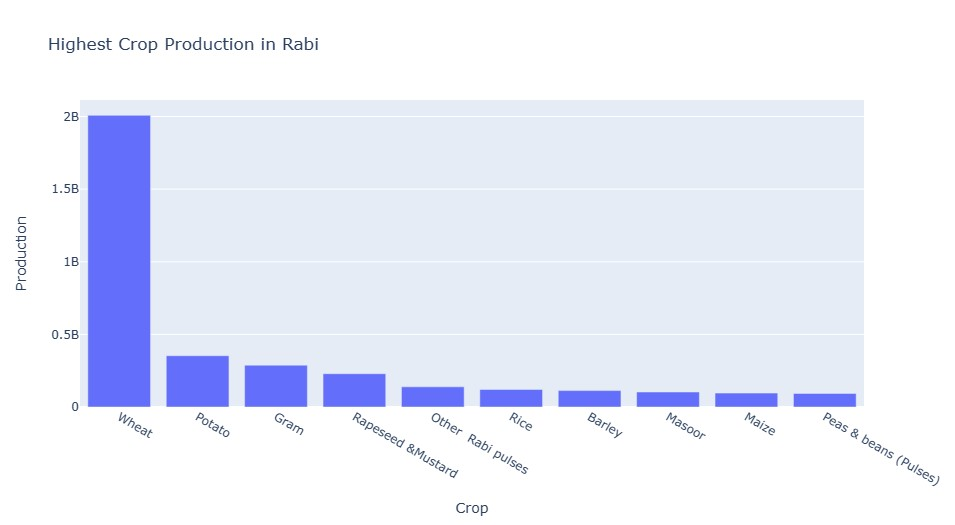 Highest Crop Production in Rabi
2B
1.5B
1B
0.5B
0
Production
Wheat
Potato
Gram
Rapeseed &Mustard
Other  Rabi pulses
Rice
Barley
Masoor
Maize
Peas & beans (Pulses)
Crop